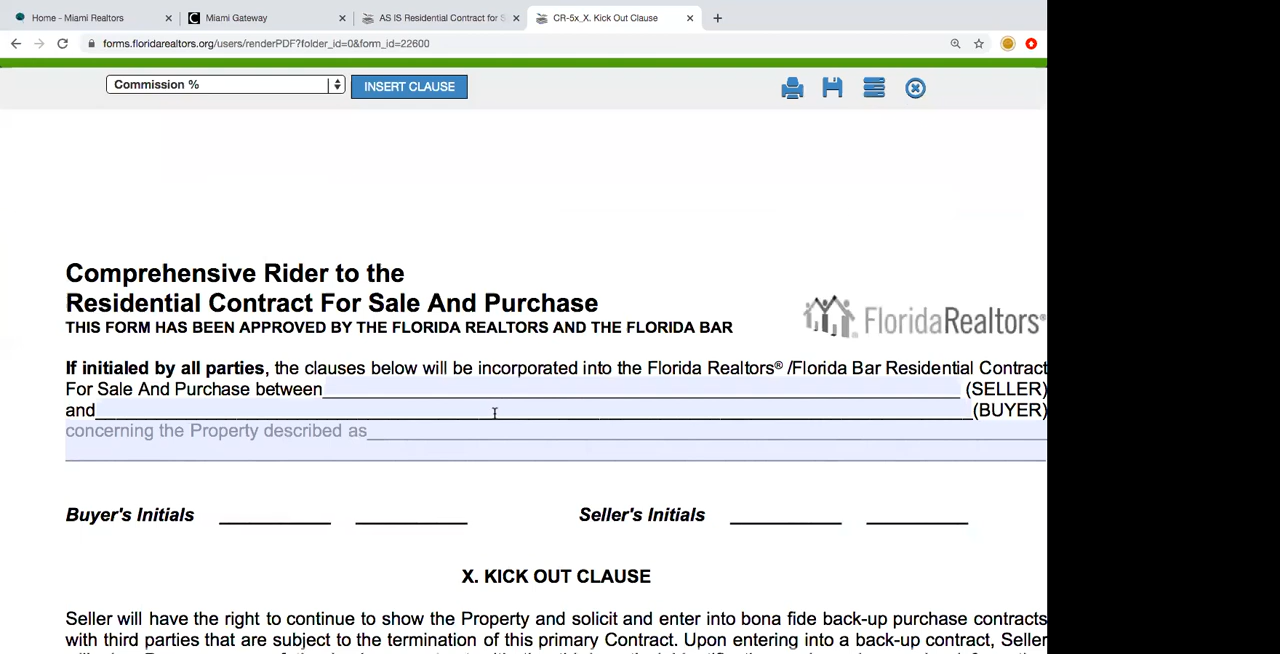 Home - Miami Realtors
Miami Gateway
AS IS Residential Contract for S
CR-5x_X. Kick Out Clause
forms.floridarealtors.org/users/renderPDF?folder_id=0&form_id=22600
Commission %
INSERT CLAUSE
Comprehensive Rider to the
Residential Contract For Sale And Purchase
THIS FORM HAS BEEN APPROVED BY THE FLORIDA REALTORS AND THE FLORIDA BAR
FloridaRealtors®
If initialed by all parties, the clauses below will be incorporated into the Florida Realtors® /Florida Bar Residential Contract
For Sale And Purchase between (SELLER)
and (BUYER)
concerning the Property described as
Buyer's Initials Seller's Initials
X. KICK OUT CLAUSE
Seller will have the right to continue to show the Property and solicit and enter into bona fide back-up purchase contracts
with third parties that are subject to the termination of this primary Contract. Upon entering into a back-up contract, Seller